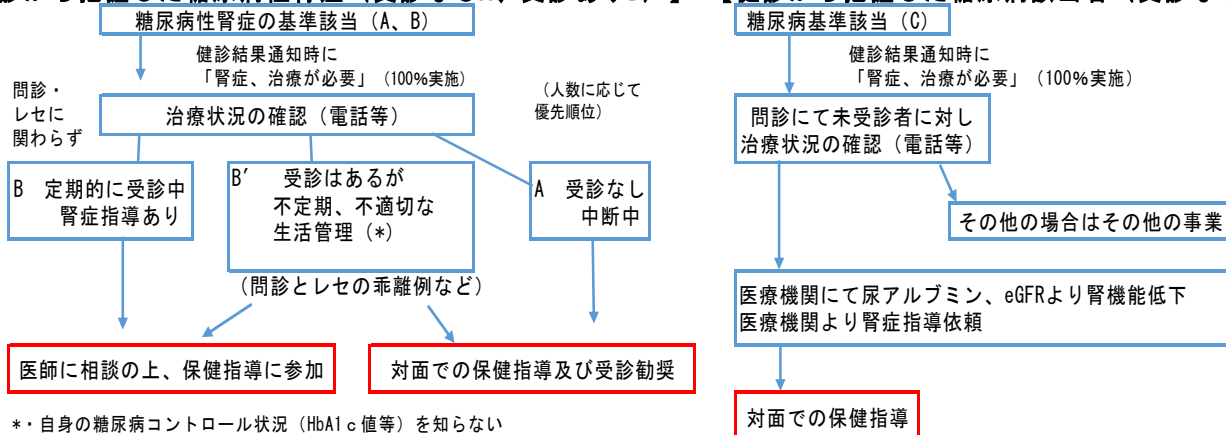 糖尿病性腎症の基準該当（A、B）
健診結果通知時に
「腎症、治療が必要」（100%実施）
問診・
レセに
関わらず
（人数に応じて
優先順位）
治療状況の確認（電話等）
B　定期的に受診中
腎症指導あり
B′　受診はあるが
不定期、不適切な
生活管理（*）
A　受診なし
中断中
（問診とレセの乖離例など）
医師に相談の上、保健指導に参加
対面での保健指導及び受診勧奨
*・自身の糖尿病コントロール状況（HbA1ｃ値等）を知らない
糖尿病基準該当（C）
健診結果通知時に
「腎症、治療が必要」（100%実施）
問診にて未受診者に対し
治療状況の確認（電話等）
その他の場合はその他の事業
医療機関にて尿アルブミン、eGFRより腎機能低下
医療機関より腎症指導依頼
対面での保健指導